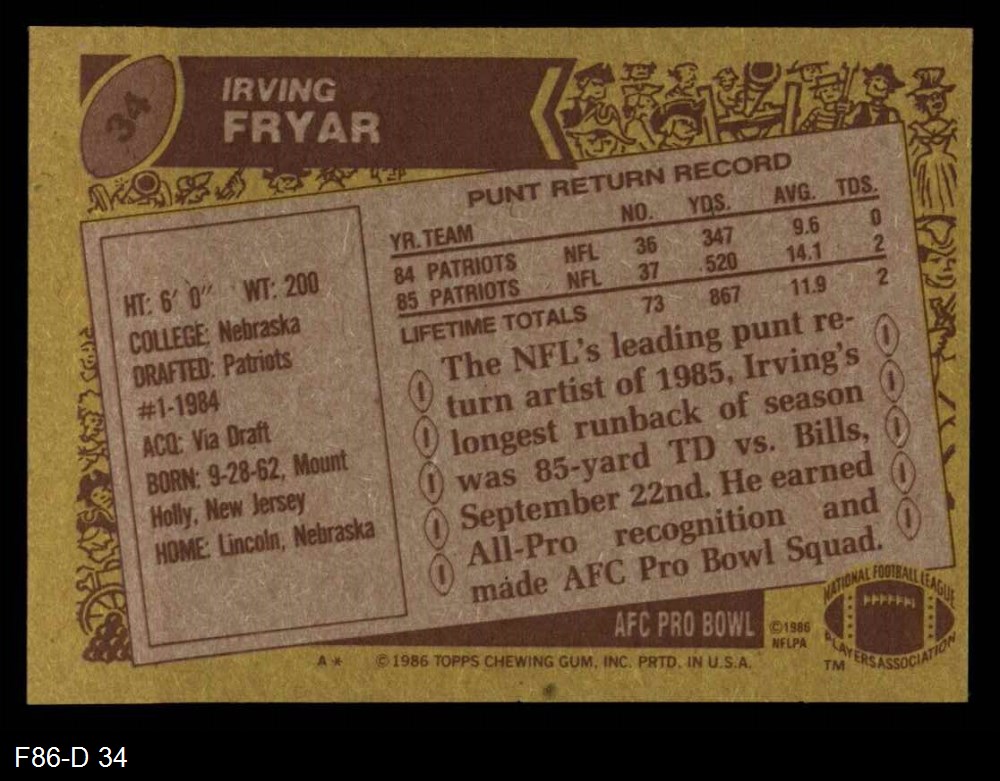 34
IRVING
FRYAR
PUNT RETURN RECORD
YR. TEAM NO. YDS. AVG. TDS.
84 PATRIOTS NFL 36 347 9.6 0
85 PATRIOTS NFL 37 520 14.1 2
LIFETIME TOTALS 73 867 11.9 2
HT: 6' 0" WT: 200
COLLEGE: Nebraska
DRAFTED: Patriots
#1-1984
ACQ: Via Draft
BORN: 9-28-62, Mount
Holly, New Jersey
HOME: Lincoln, Nebraska
The NFL's leading punt re-
turn artist of 1985, Irving's
longest runback of season
was 85-yard TD vs. Bills,
September 22nd. He earned
All-Pro recognition and
made AFC Pro Bowl Squad.
AFC PRO BOWL
©1986
NFLPA
NATIONAL FOOTBALL LEAGUE
PLAYERS ASSOCIATION
TM
A* © 1986 TOPPS CHEWING GUM, INC. PRTD. IN U.S.A.
F86-D 34